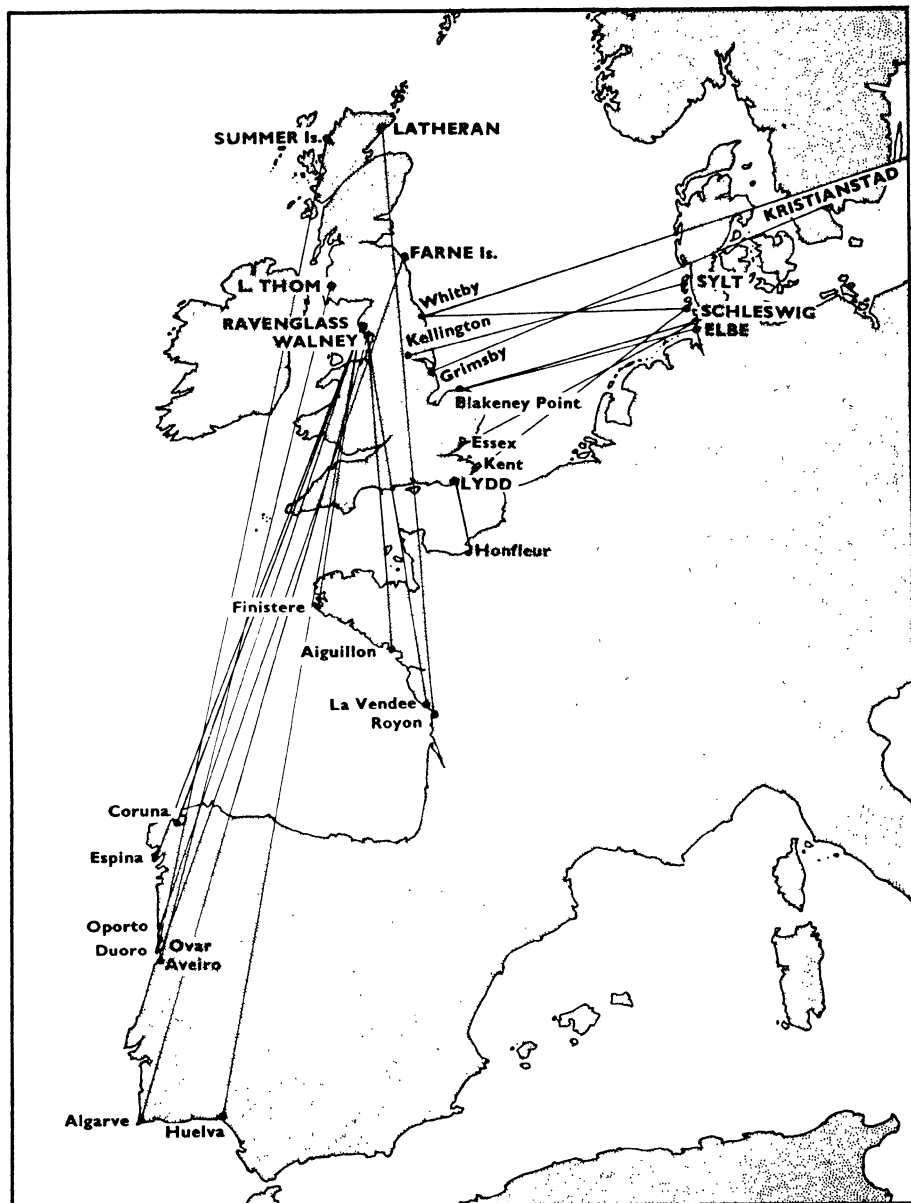 SUMMER Is.
LATHERAN
KRISTIANSTAD
FARNE Is.
L. THOM
SYLT
Whitby
SCHLESWIG
RAVENGLASS
ELBE
WALNEY
Kellington
Grimsby
Blakeney Point
Essex
Kent
LYDD
Honfleur
Finistere
Aiguillon
La Vendee
Royon
Coruna
Espina
Oporto
Duoro
Ovar
Aveiro
Algarve
Huelva